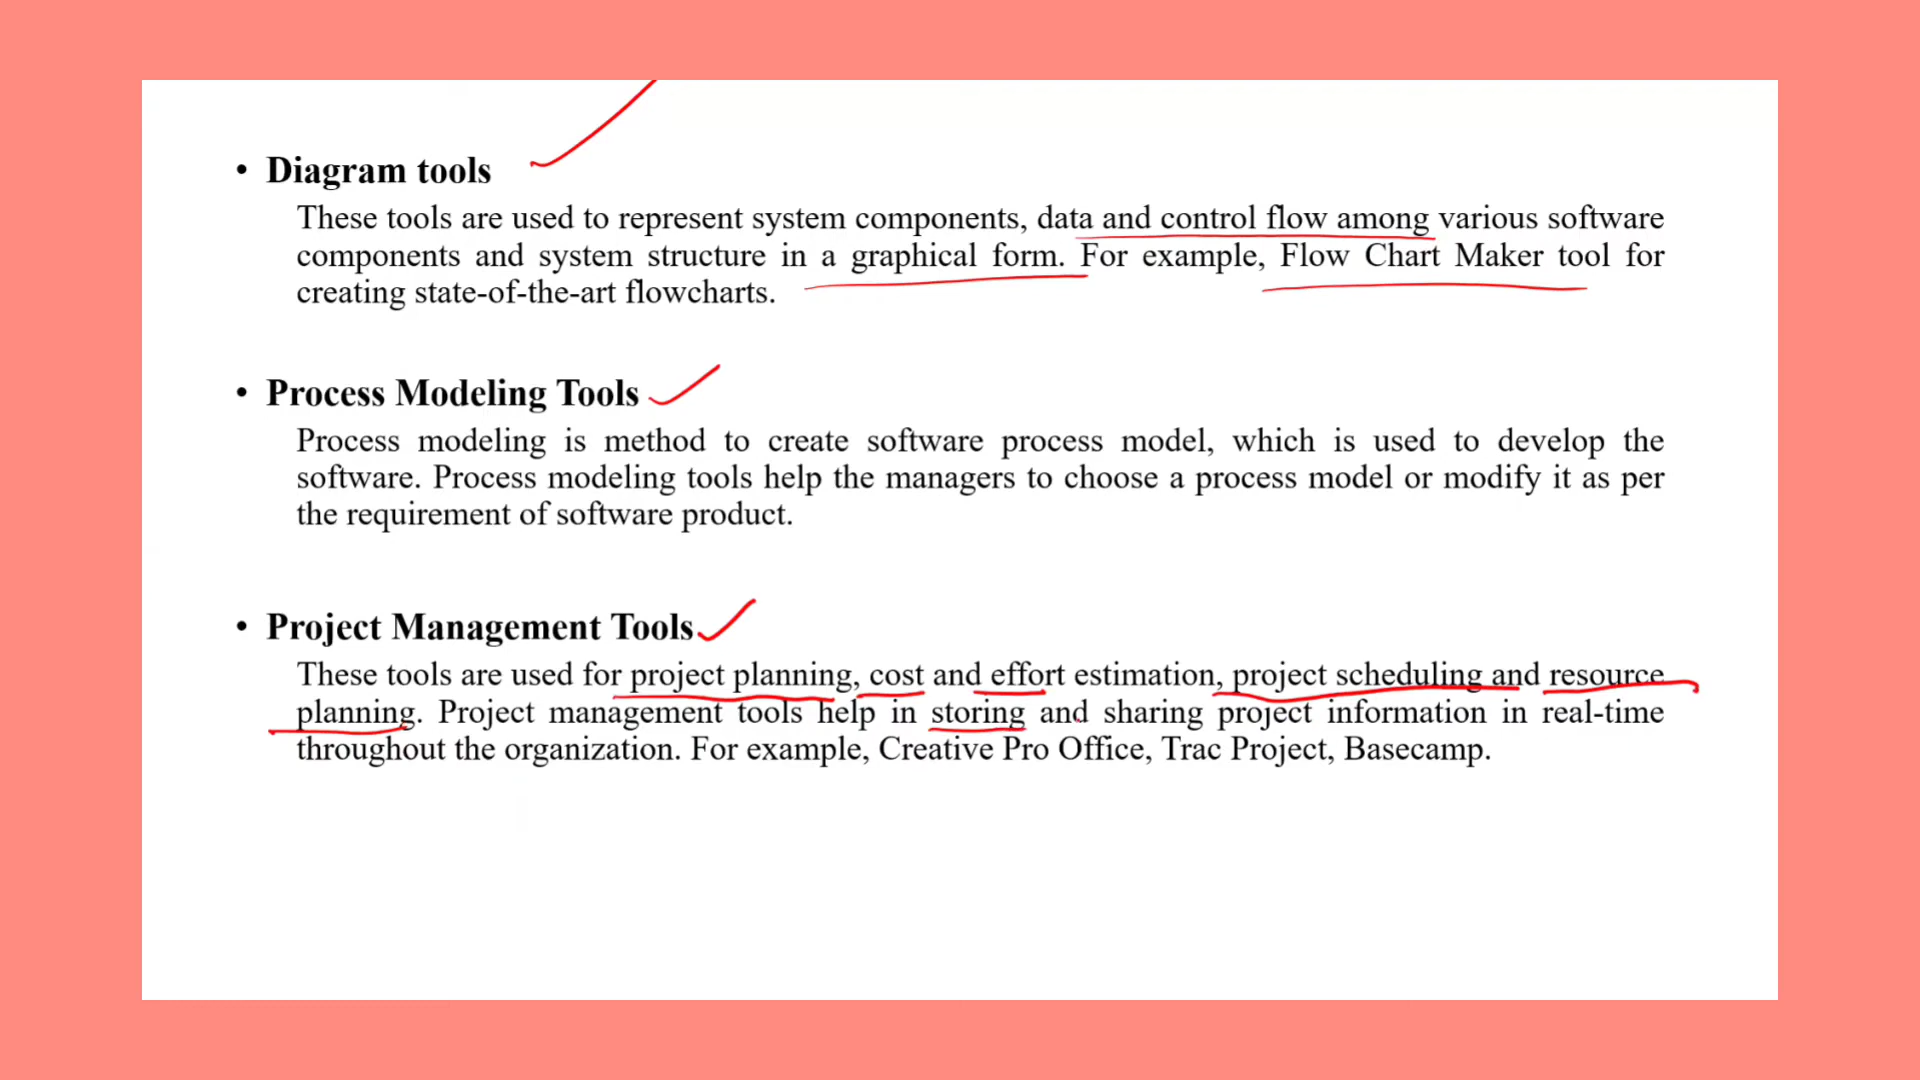 • Diagram tools
These tools are used to represent system components, data and control flow among various software
components and system structure in a graphical form. For example, Flow Chart Maker tool for
creating state-of-the-art flowcharts.
• Process Modeling Tools
Process modeling is method to create software process model, which is used to develop the
software. Process modeling tools help the managers to choose a process model or modify it as per
the requirement of software product.
• Project Management Tools
These tools are used for project planning, cost and effort estimation, project scheduling and resource
planning. Project management tools help in storing and sharing project information in real-time
throughout the organization. For example, Creative Pro Office, Trac Project, Basecamp.